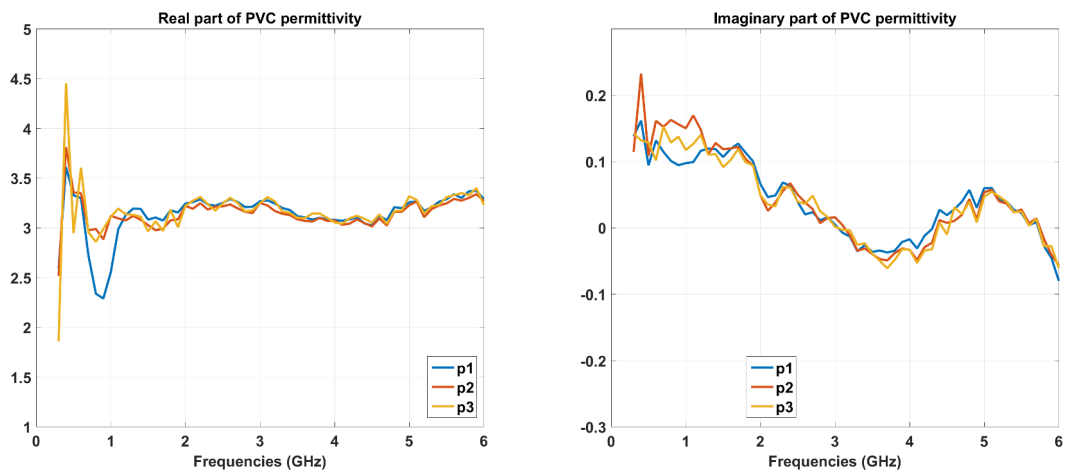 Real part of PVC permittivity
5
4.5
4
3.5
3
2.5
2
1.5
1
0
1
2
3
4
5
6
Frequencies (GHz)
p1
p2
p3
Imaginary part of PVC permittivity
0.2
0.1
0
-0.1
-0.2
-0.3
0
1
2
3
4
5
6
Frequencies (GHz)
p1
p2
p3